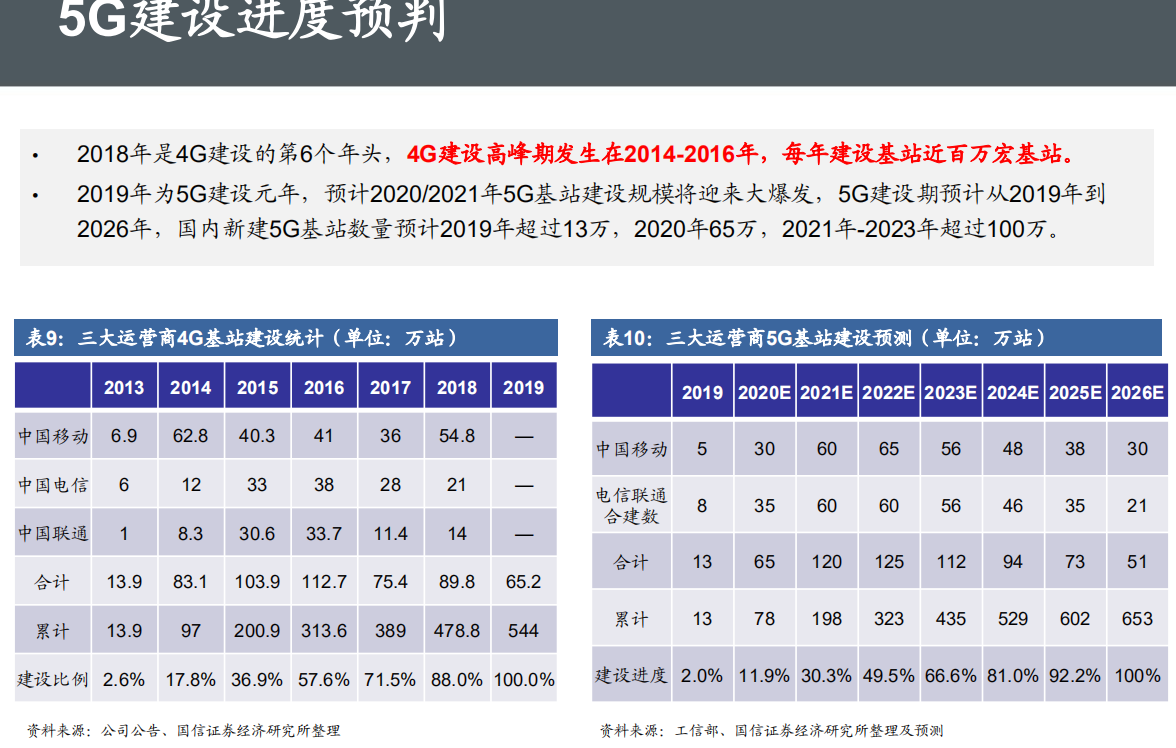 5G建设进度预判
• 2018年是4G建设的第6个年头，4G建设高峰期发生在2014-2016年，每年建设基站近百万宏基站。
• 2019年为5G建设元年，预计2020/2021年5G基站建设规模将迎来大爆发，5G建设期预计从2019年到
2026年，国内新建5G基站数量预计2019年超过13万，2020年65万，2021年-2023年超过100万。
表9：三大运营商4G基站建设统计（单位：万站）
2013 2014 2015 2016 2017 2018 2019
中国移动 6.9 62.8 40.3 41 36 54.8 —
中国电信 6 12 33 38 28 21 —
中国联通 1 8.3 30.6 33.7 11.4 14 —
合计 13.9 83.1 103.9 112.7 75.4 89.8 65.2
累计 13.9 97 200.9 313.6 389 478.8 544
建设比例 2.6% 17.8% 36.9% 57.6% 71.5% 88.0% 100.0%
资料来源：公司公告、国信证券经济研究所整理
表10：三大运营商5G基站建设预测（单位：万站）
2019 2020E 2021E 2022E 2023E 2024E 2025E 2026E
中国移动 5 30 60 65 56 48 38 30
电信联通
合建数 8 35 60 60 56 46 35 21
合计 13 65 120 125 112 94 73 51
累计 13 78 198 323 435 529 602 653
建设进度 2.0% 11.9% 30.3% 49.5% 66.6% 81.0% 92.2% 100%
资料来源：工信部、国信证券经济研究所整理及预测